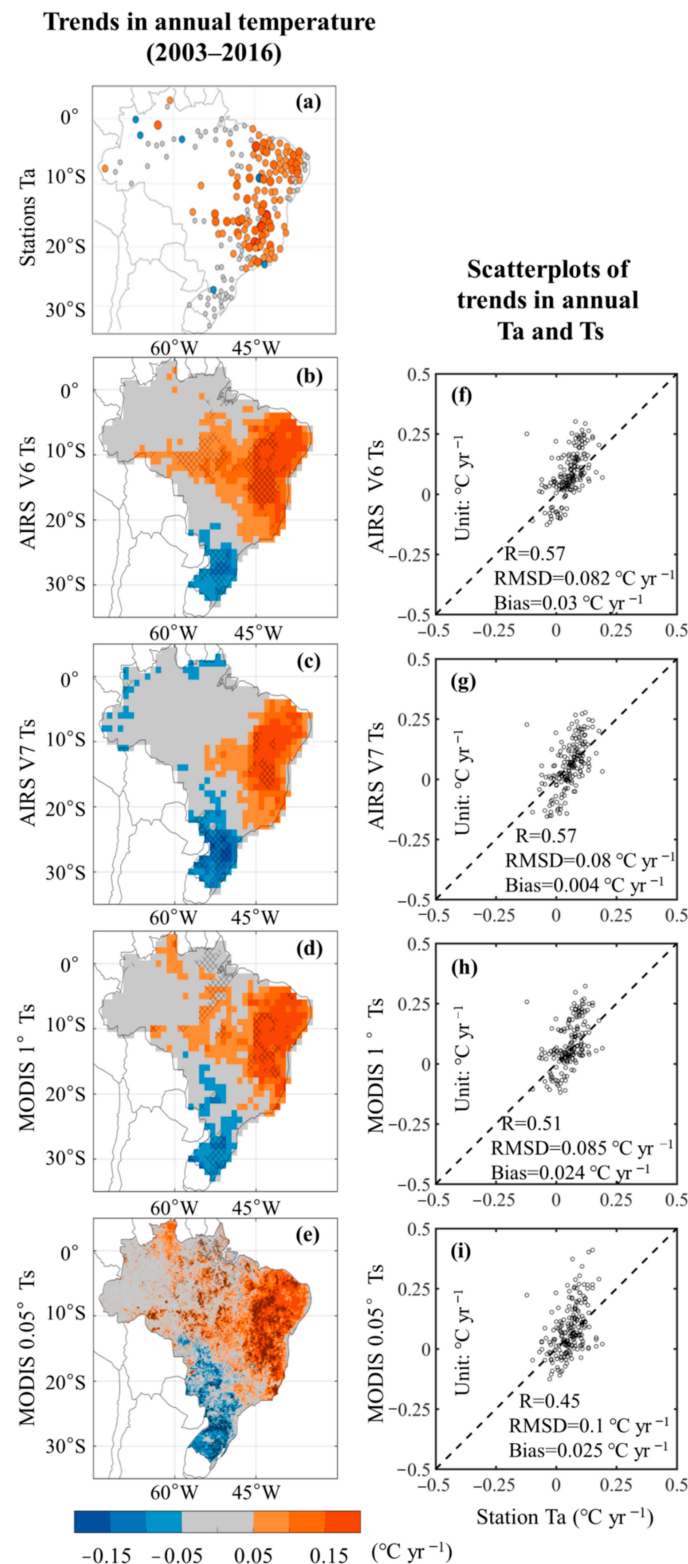 Trends in annual temperature
(2003–2016)
(a)
0°
10°S
20°S
30°S
Stations Ta
60°W 45°W
Scatterplots of
trends in annual
Ta and Ts
(b)
0°
10°S
20°S
30°S
AIRS V6 Ts
60°W 45°W
(f)
0.5
0.25
0
−0.25
−0.5
AIRS V6 Ts
Unit: °C yr −1
R=0.57
RMSD=0.082 °C yr −1
Bias=0.03 °C yr −1
−0.5 −0.25 0 0.25 0.5
(c)
0°
10°S
20°S
30°S
AIRS V7 Ts
60°W 45°W
(g)
0.5
0.25
0
−0.25
−0.5
AIRS V7 Ts
Unit: °C yr−1
R=0.57
RMSD=0.08 °C yr −1
Bias=0.004 °C yr −1
−0.5 −0.25 0 0.25 0.5
(d)
0°
10°S
20°S
30°S
MODIS 1° Ts
60°W 45°W
(h)
0.5
0.25
0
−0.25
−0.5
MODIS 1° Ts
Unit: °C yr−1
R=0.51
RMSD=0.085 °C yr −1
Bias=0.024 °C yr −1
−0.5 −0.25 0 0.25 0.5
(e)
0°
10°S
20°S
30°S
MODIS 0.05° Ts
60°W 45°W
(i)
0.5
0.25
0
−0.25
−0.5
MODIS 0.05° Ts
Unit: °C yr−1
R=0.45
RMSD=0.1 °C yr −1
Bias=0.025 °C yr −1
−0.5 −0.25 0 0.25 0.5
Station Ta (°C yr−1)
−0.15 −0.05 0.05 0.15 (°C yr−1)